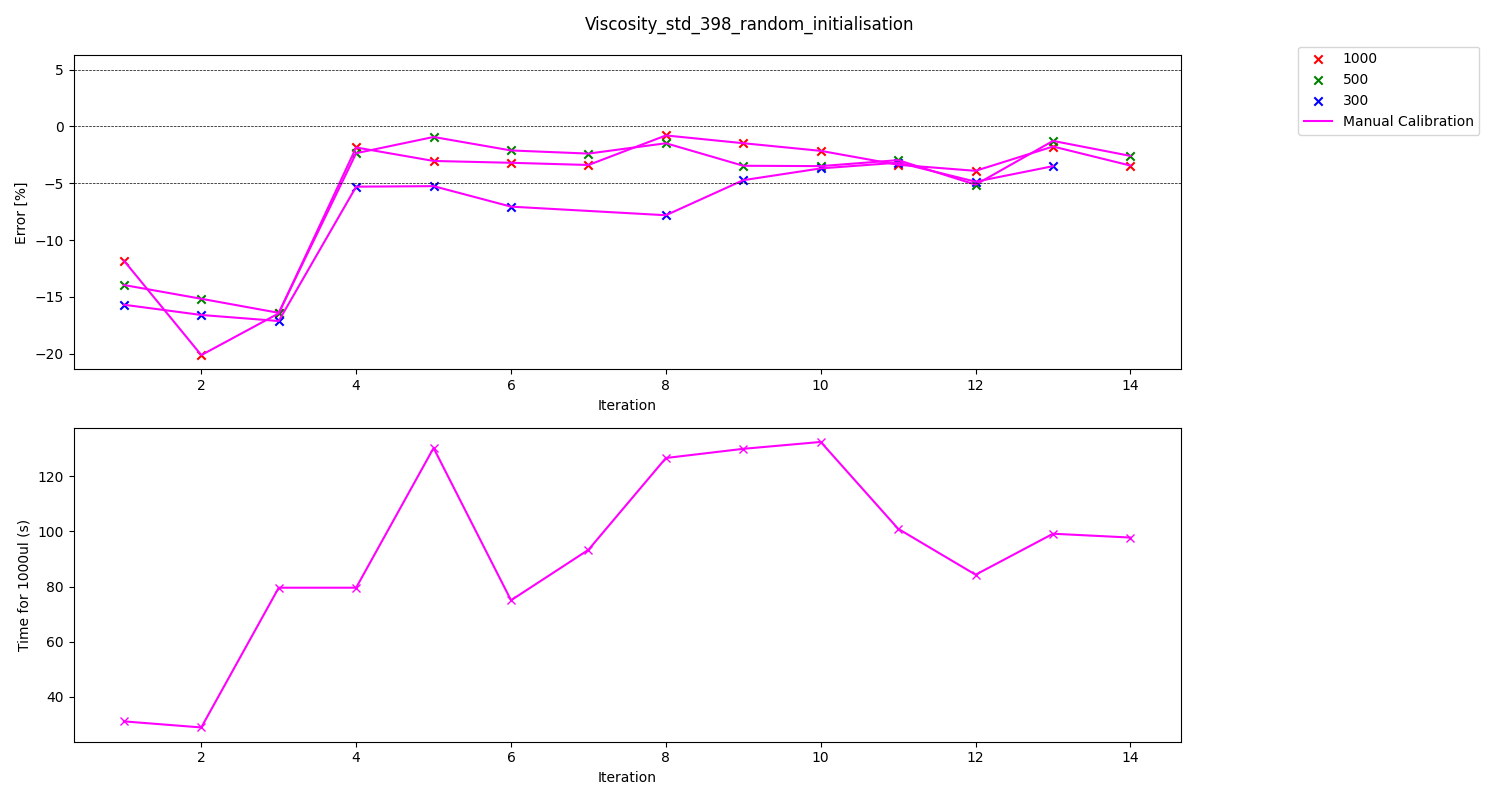 Viscosity_std_398_random_initialisation
1000
500
300
Manual Calibration
Error [%]
5
0
−5
−10
−15
−20
2 4 6 8 10 12 14
Iteration
Time for 1000ul (s)
120
100
80
60
40
2 4 6 8 10 12 14
Iteration